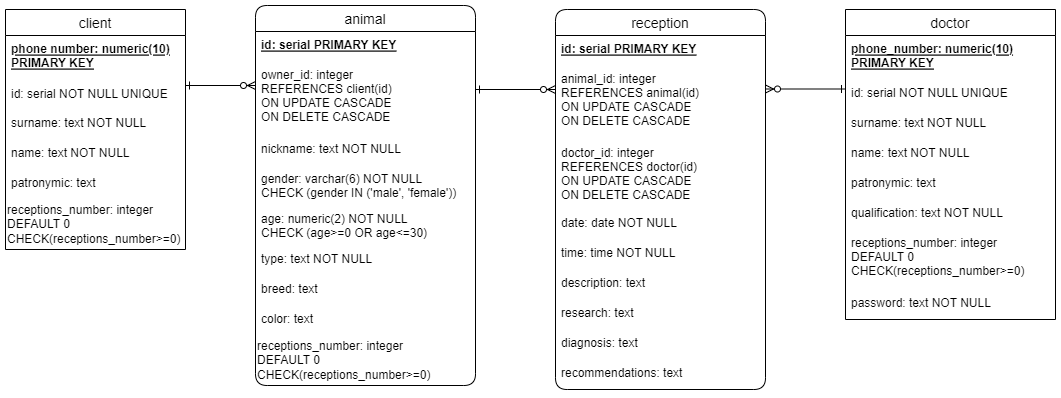 client
phone number: numeric(10)
PRIMARY KEY
id: serial NOT NULL UNIQUE
surname: text NOT NULL
name: text NOT NULL
patronymic: text
receptions_number: integer
DEFAULT 0
CHECK(receptions_number>=0)
animal
id: serial PRIMARY KEY
owner_id: integer
REFERENCES client(id)
ON UPDATE CASCADE
ON DELETE CASCADE
nickname: text NOT NULL
gender: varchar(6) NOT NULL
CHECK (gender IN ('male', 'female'))
age: numeric(2) NOT NULL
CHECK (age>=0 OR age<=30)
type: text NOT NULL
breed: text
color: text
receptions_number: integer
DEFAULT 0
CHECK(receptions_number>=0)
reception
id: serial PRIMARY KEY
animal_id: integer
REFERENCES animal(id)
ON UPDATE CASCADE
ON DELETE CASCADE
doctor_id: integer
REFERENCES doctor(id)
ON UPDATE CASCADE
ON DELETE CASCADE
date: date NOT NULL
time: time NOT NULL
description: text
research: text
diagnosis: text
recommendations: text
doctor
phone_number: numeric(10)
PRIMARY KEY
id: serial NOT NULL UNIQUE
surname: text NOT NULL
name: text NOT NULL
patronymic: text
qualification: text NOT NULL
receptions_number: integer
DEFAULT 0
CHECK(receptions_number>=0)
password: text NOT NULL